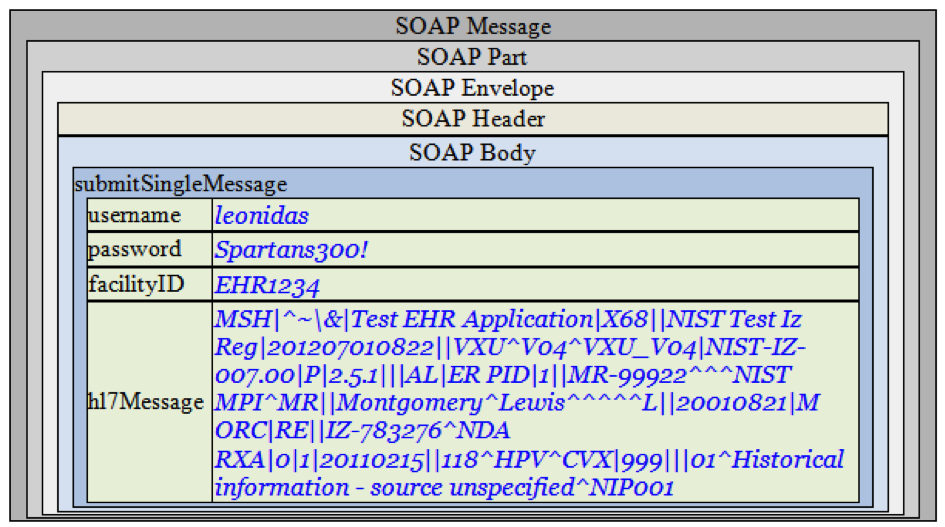 SOAP Message
SOAP Part
SOAP Envelope
SOAP Header
SOAP Body
submitSingleMessage
username leonidas
password Spartans300!
facilityID EHR1234
MSH|^~\&|Test EHR Application|X68||NIST Test Iz
Reg|201207010822||VXU^V04^VXU_V04|NIST-IZ-
007.00|P|2.5.1|||AL|ER PID|1||MR-99922^^^NIST
hl7Message MPI^MR||Montgomery^Lewis^^^^^L||20010821|M
ORC|RE||IZ-783276^NDA
RXA|0|1|20110215||118^HPV^CVX|999|||01^Historical
information - source unspecified^NIP001